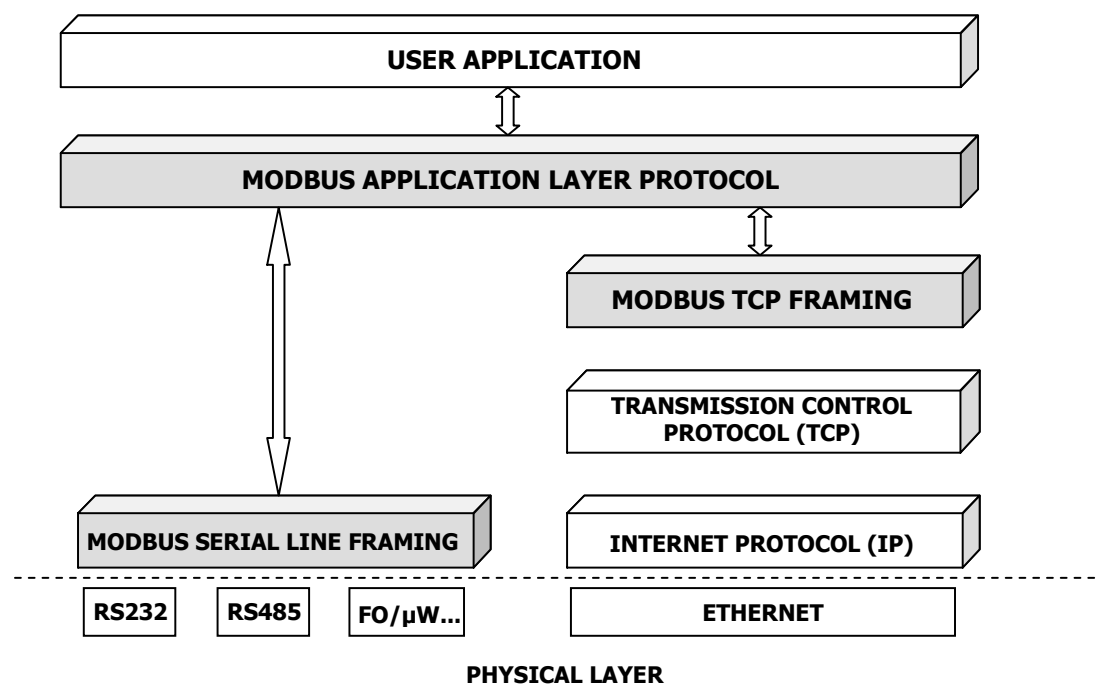 USER APPLICATION
MODBUS APPLICATION LAYER PROTOCOL
MODBUS TCP FRAMING
TRANSMISSION CONTROL
PROTOCOL (TCP)
MODBUS SERIAL LINE FRAMING
INTERNET PROTOCOL (IP)
RS232
RS485
FO/µW...
ETHERNET
PHYSICAL LAYER